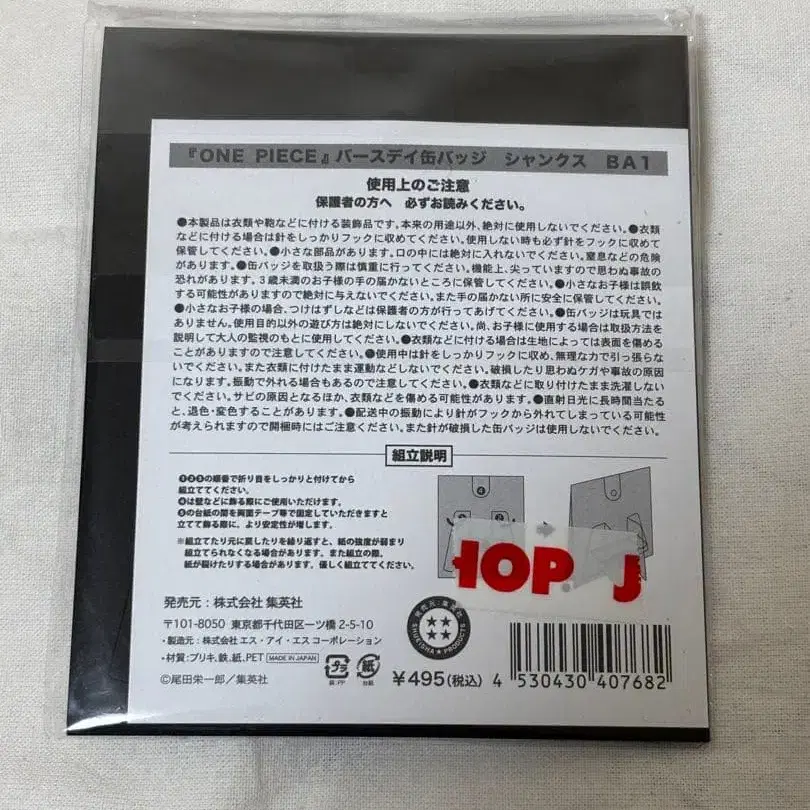 『ONE PIECE』バースデイ缶バッジ シャンクス BA1
使用上のご注意
保護者の方へ 必ずお読みください。
●本製品は衣類や鞄などに付ける装飾品です。本来の用途以外、絶対に使用しないでください。●衣類
などに付ける場合は針をしっかりフックに収めてください。使用しない時も必ず針をフックに収めて
保管してください。●小さな部品があります。口の中には絶対に入れないでください。窒息などの危険
があります。●缶バッジを取扱う際は慎重に行ってください。機能上、尖っていますので思わぬ事故の
恐れがあります。3歳未満のお子様の手の届かないところに保管してください。●小さなお子様は誤飲
する可能性がありますので絶対に与えないでください。また手の届かない所に安全に保管してください。
●小さなお子様の場合、つけはずしなどは保護者の方が行ってあげてください。●缶バッジは玩具では
ありません。使用目的以外の遊び方は絶対にしないでください。尚、お子様に使用する場合は取扱方法を
説明して大人の監視のもとに使用してください。●衣類などに付ける場合は生地によっては表面を傷める
ことがありますので注意してください。●使用中は針をしっかりフックに収め、無理な力で引っ張らな
いでください。また衣類に付けたまま運動などしないでください。破損したり思わぬケガや事故の原因
になります。振動で外れる場合もあるので注意してください。●衣類などに取り付けたまま洗濯しない
でください。サビの原因となるほか、衣類などを傷める可能性があります。●直射日光に長時間当たる
と、退色・変色することがあります。●配送中の振動により針がフックから外れてしまっている可能性
が考えられますので開梱時にはご注意ください。また針が破損した缶バッジは使用しないでください。
組立説明
❶❷❸の順番で折り目をしっかりと付けてから
組立ててください。
❹は壁などに飾る際にご使用いただけます。
❺の台紙の間を両面テープ等で固定していただきますと
立てて飾る際に、より安定性が増します。
※組立てたり元に戻したりを繰り返すと、紙の強度が弱まり
組立てられなくなる場合があります。また組立の際、
紙が裂けたりする場合があります。優しく組立ててください。
④
HOP J
発売元：株式会社 集英社
〒101-8050 東京都千代田区一ツ橋 2-5-10
・製造元：株式会社 エス・アイ・エス コーポレーション
・材質：ブリキ、鉄、紙、PET MADE IN JAPAN
©尾田栄一郎／集英社
発売元・集英社
SHUEISHA PRODUCTS
プラ
袋:PP
紙
台紙
¥495(税込)
4 530430 407682